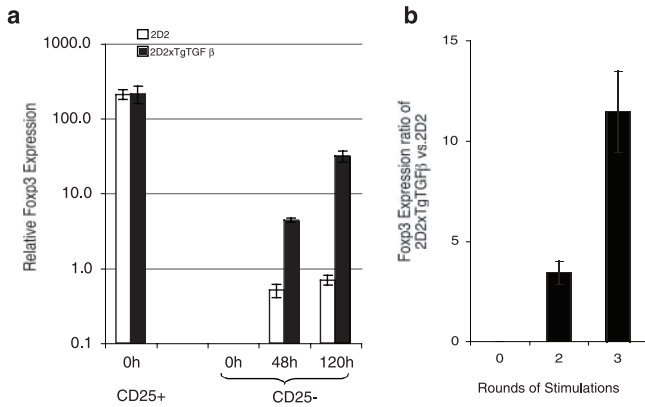 a
2D2
2D2xTgTGF β
Relative Foxp3 Expression
1000.0
100.0
10.0
1.0
0.1
0h
0h
48h
120h
CD25+
CD25-
b
Foxp3 Expression ratio of
2D2xTgTGFβ vs.2D2
15
10
5
0
0
2
3
Rounds of Stimulations